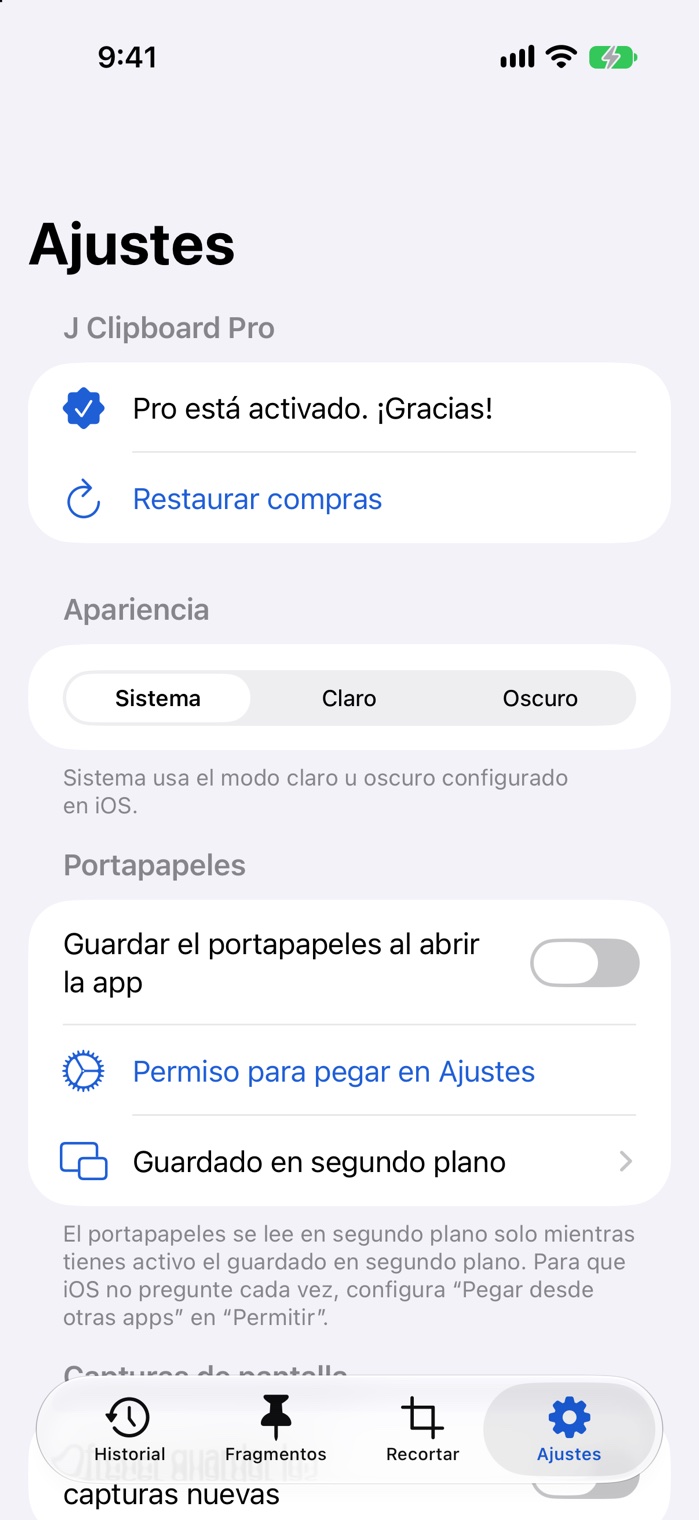 9:41
Ajustes
J Clipboard Pro
Pro está activado. ¡Gracias!
Restaurar compras
Apariencia
Sistema
Claro
Oscuro
Sistema usa el modo claro u oscuro configurado
en iOS.
Portapapeles
Guardar el portapapeles al abrir
la app
Permiso para pegar en Ajustes
Guardado en segundo plano
El portapapeles se lee en segundo plano solo mientras
tienes activo el guardado en segundo plano. Para que
iOS no pregunte cada vez, configura “Pegar desde
otras apps” en “Permitir”.
Capturas de pantalla
Historial
Fragmentos
Recortar
Ajustes
capturas nuevas